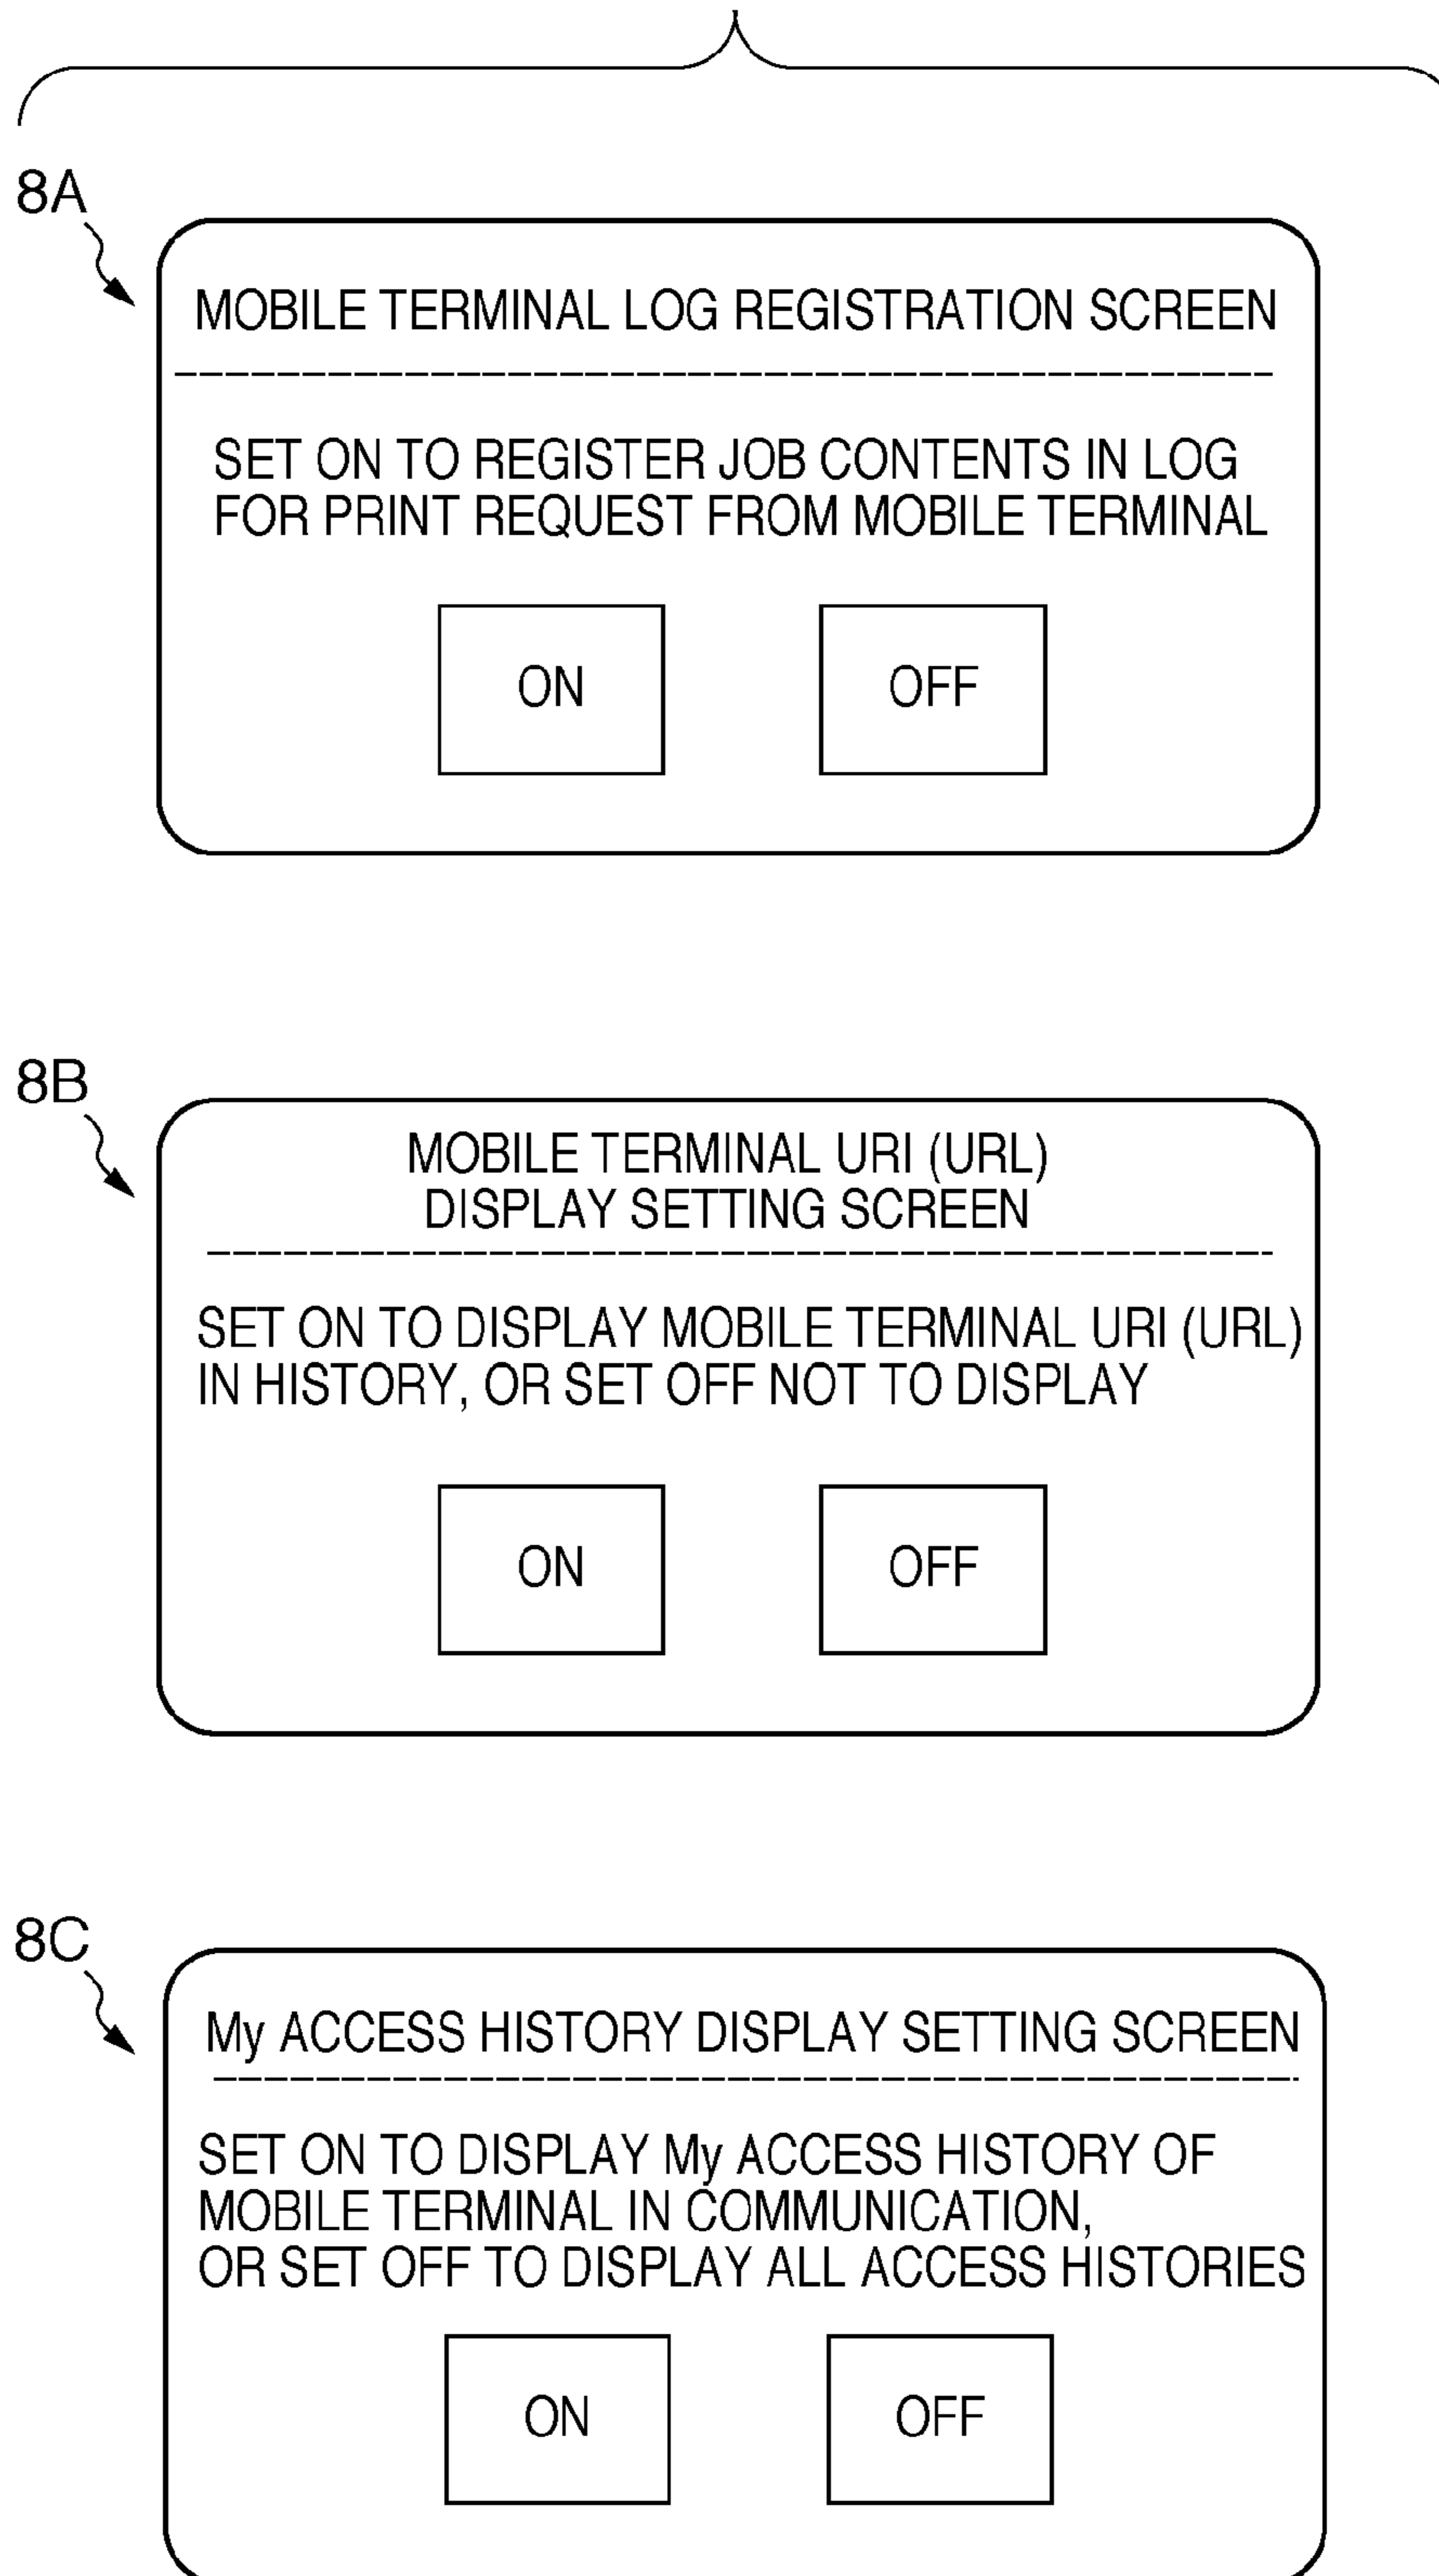 8A
MOBILE TERMINAL LOG REGISTRATION SCREEN
SET ON TO REGISTER JOB CONTENTS IN LOG
FOR PRINT REQUEST FROM MOBILE TERMINAL
ON OFF
8B
MOBILE TERMINAL URI (URL)
DISPLAY SETTING SCREEN
SET ON TO DISPLAY MOBILE TERMINAL URI (URL)
IN HISTORY, OR SET OFF NOT TO DISPLAY
ON OFF
8C
My ACCESS HISTORY DISPLAY SETTING SCREEN
SET ON TO DISPLAY My ACCESS HISTORY OF
MOBILE TERMINAL IN COMMUNICATION,
OR SET OFF TO DISPLAY ALL ACCESS HISTORIES
ON OFF